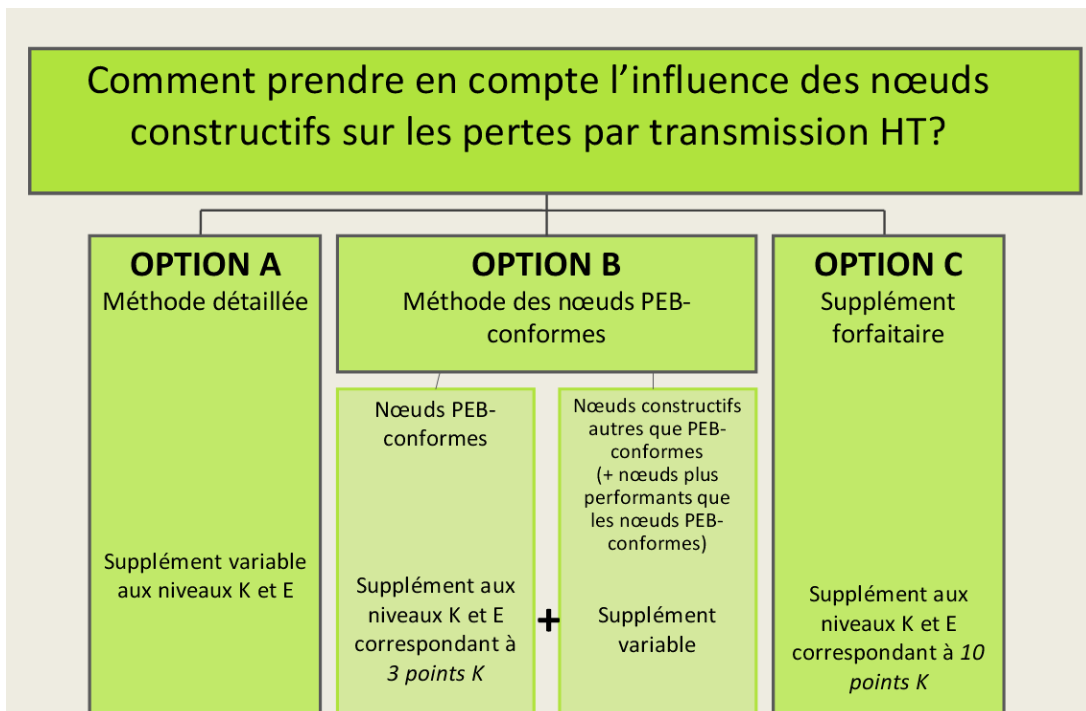 Comment prendre en compte l’influence des nœuds
constructifs sur les pertes par transmission HT?
OPTION A
Méthode détaillée
Supplément variable
aux niveaux K et E
OPTION B
Méthode des nœuds PEB-
conformes
Nœuds PEB-
conformes
Supplément aux
niveaux K et E
correspondant à
3 points K
+
Nœuds constructifs
autres que PEB-
conformes
(+ nœuds plus
performants que
les nœuds PEB-
conformes)
Supplément
variable
OPTION C
Supplément
forfaitaire
Supplément aux
niveaux K et E
correspondant à 10
points K